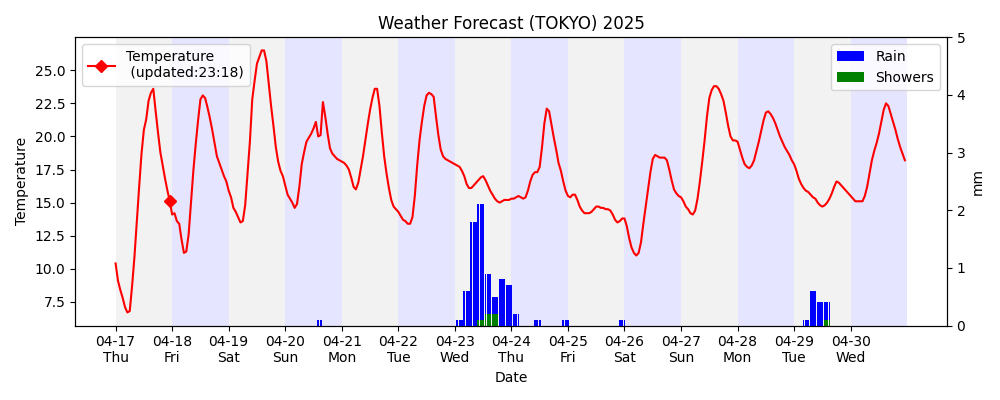 Weather Forecast (TOKYO) 2025
Temperature
(updated:23:18)
Rain
Showers
Temperature
25.0
22.5
20.0
17.5
15.0
12.5
10.0
7.5
5
4
3
2
1
0
mm
04-17 04-18 04-19 04-20 04-21 04-22 04-23 04-24 04-25 04-26 04-27 04-28 04-29 04-30
Thu Fri Sat Sun Mon Tue Wed Thu Fri Sat Sun Mon Tue Wed
Date